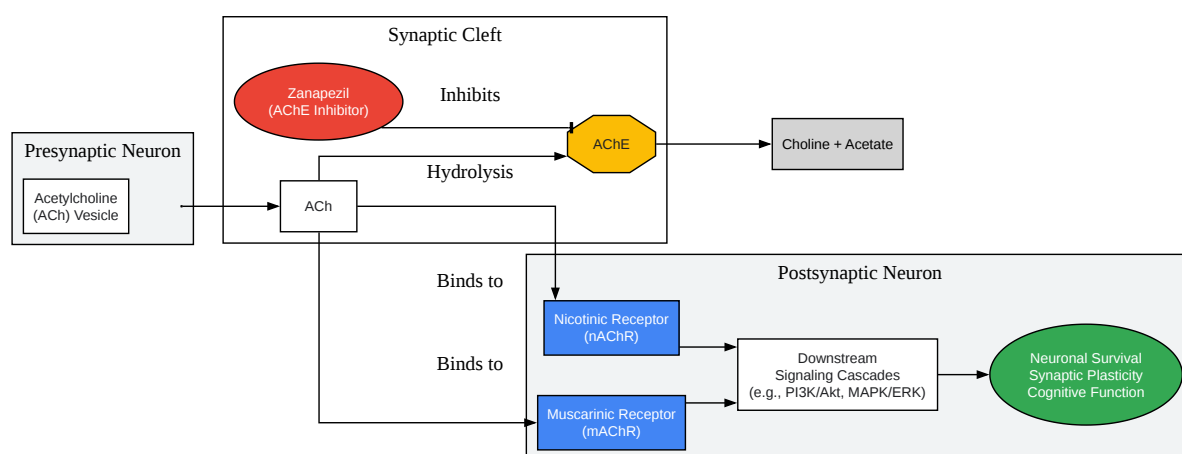 Synaptic Cleft
Zanapezil
(AChE Inhibitor)
Inhibits
AChE
Choline + Acetate
Presynaptic Neuron
Hydrolysis
Acetylcholine
(ACh) Vesicle
ACh
Binds to
Postsynaptic Neuron
Nicotinic Receptor
(nAChR)
Binds to
Downstream
Signaling Cascades
(e.g., PI3K/Akt, MAPK/ERK)
Neuronal Survival
Synaptic Plasticity
Cognitive Function
Muscarinic Receptor
(mAChR)